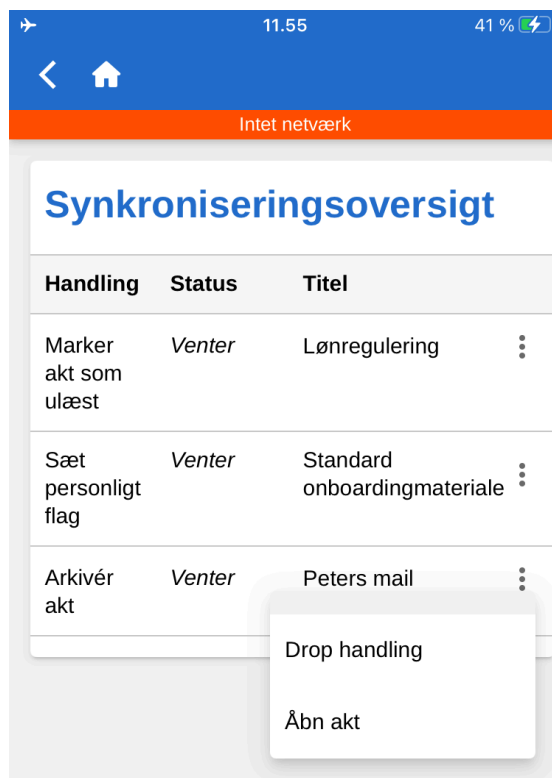 11.55
41 %
Intet netværk
Synkroniseringsoversigt
Handling Status Titel
Marker akt som ulæst Venter Lønregulering
Sæt personligt flag Venter Standard onboardingmateriale
Arkivér akt Venter Peters mail
Drop handling
Åbn akt